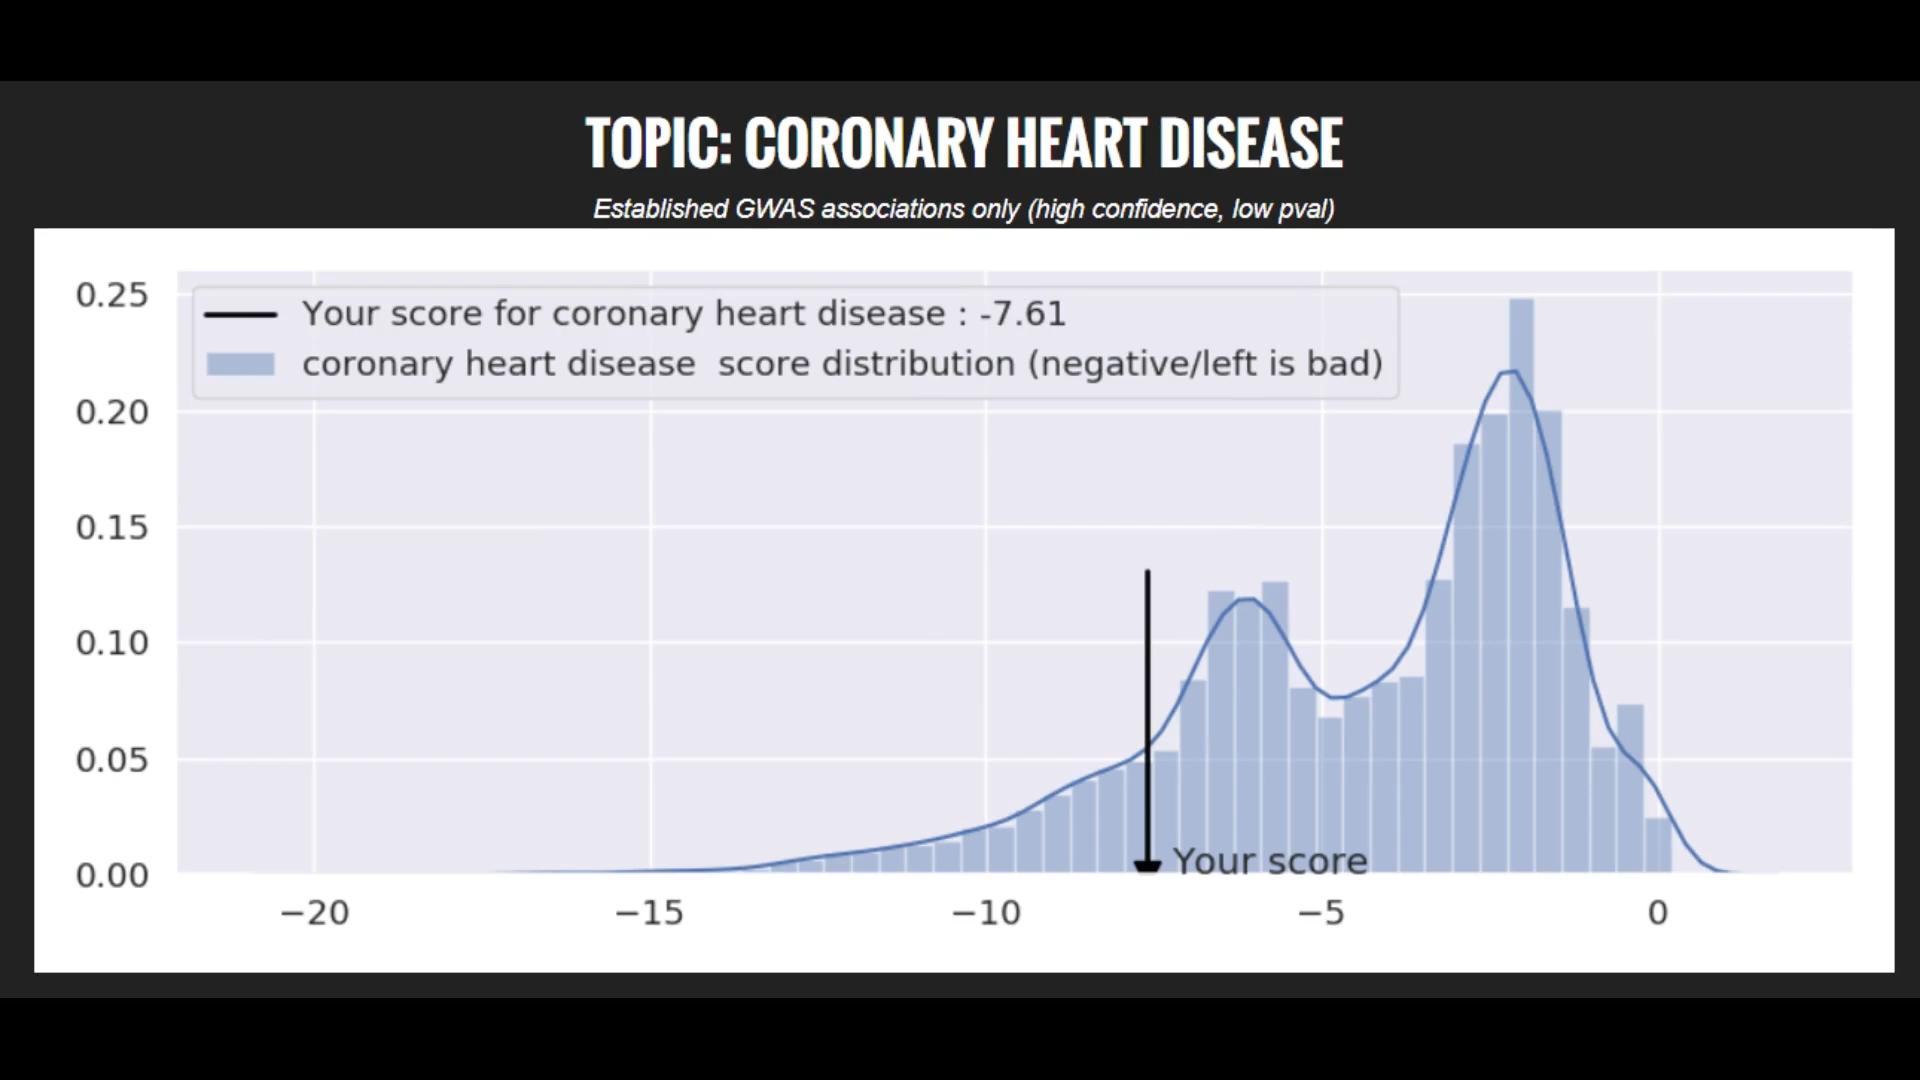 TOPIC: CORONARY HEART DISEASE
Established GWAS associations only (high confidence, low pval)
Your score for coronary heart disease : -7.61
coronary heart disease  score distribution (negative/left is bad)
0.25
0.20
0.15
0.10
0.05
0.00
Your score
−20 −15 −10 −5 0